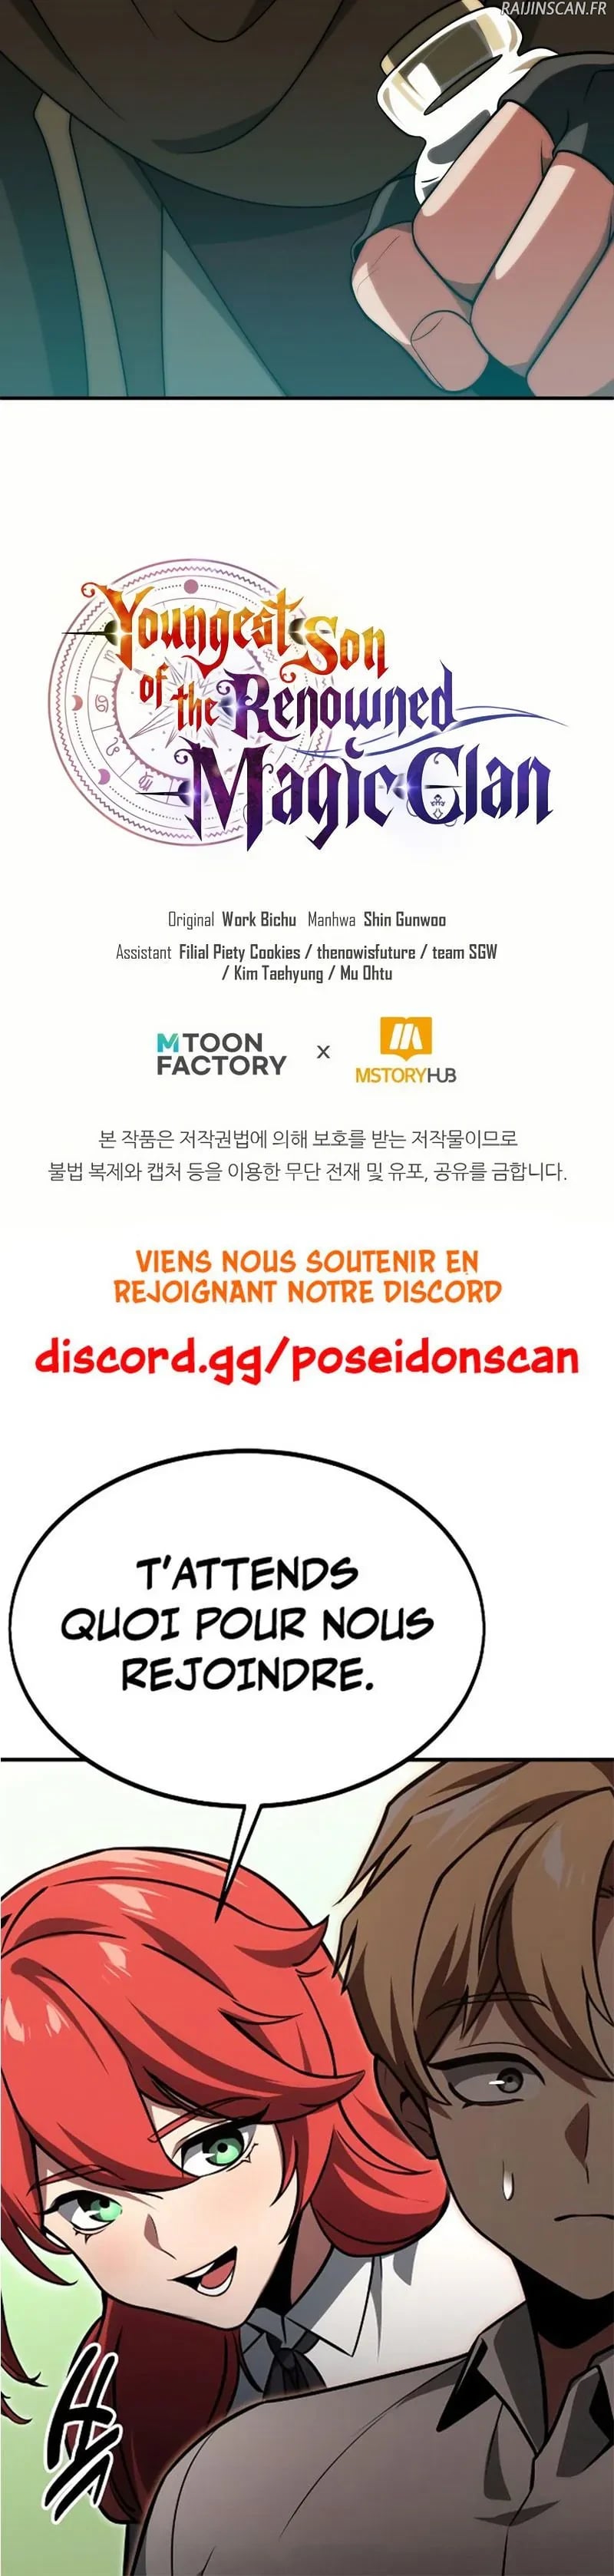 RAIJINSCAN.FR
Youngest Son
of the Renowned
Magic Clan
Original Work Bichu Manhwa Shin Gunwoo
Assistant Filial Piety Cookies / thenowisfuture / team SGW
/ Kim Taehyung / Mu Ohtu
MTOON
FACTORY
x
MSTORYHUB
본 작품은 저작권법에 의해 보호를 받는 저작물이므로
불법 복제와 캡처 등을 이용한 무단 전재 및 유포, 공유를 금합니다.
VIENS NOUS SOUTENIR EN
REJOIGNANT NOTRE DISCORD
discord.gg/poseidonscan
T'ATTENDS
QUOI POUR NOUS
REJOINDRE.